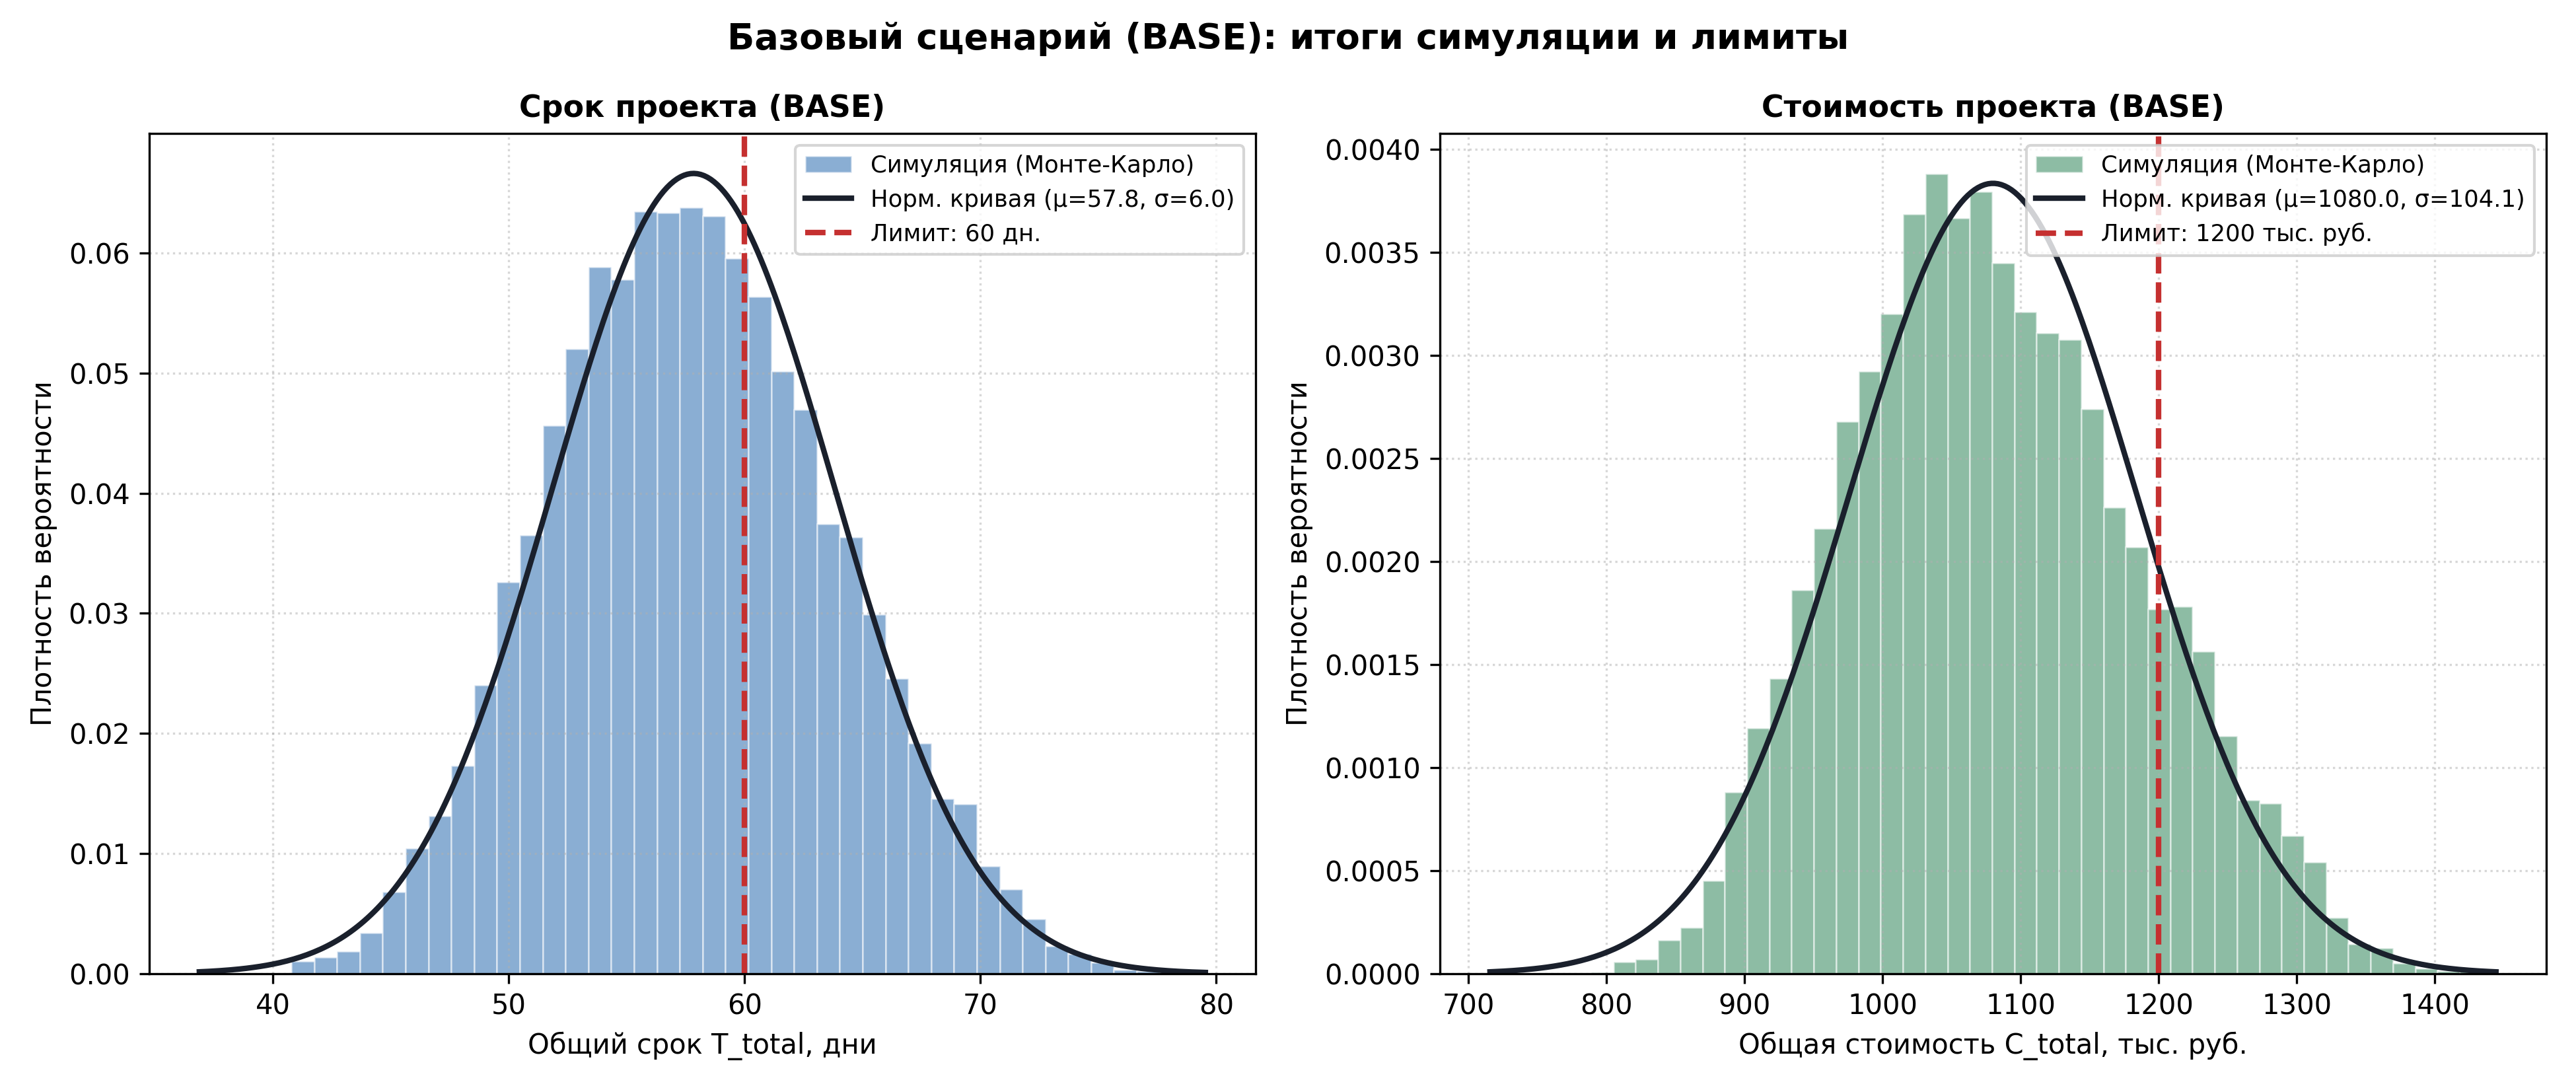 Базовый сценарий (BASE): итоги симуляции и лимиты
Срок проекта (BASE)
Симуляция (Монте-Карло)
Норм. кривая (μ=57.8, σ=6.0)
Лимит: 60 дн.
Плотность вероятности
0.06
0.05
0.04
0.03
0.02
0.01
0.00
40
50
60
70
80
Общий срок T_total, дни
Стоимость проекта (BASE)
Симуляция (Монте-Карло)
Норм. кривая (μ=1080.0, σ=104.1)
Лимит: 1200 тыс. руб.
Плотность вероятности
0.0040
0.0035
0.0030
0.0025
0.0020
0.0015
0.0010
0.0005
0.0000
700
800
900
1000
1100
1200
1300
1400
Общая стоимость C_total, тыс. руб.